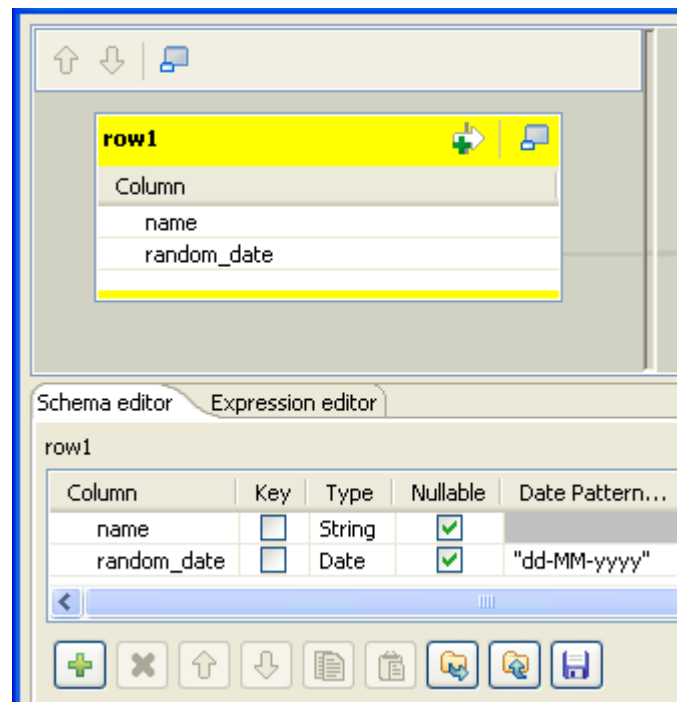 row1
Column
name
random_date
Schema editor Expression editor
row1
Column Key Type Nullable Date Pattern...
name String
random_date Date "dd-MM-yyyy"